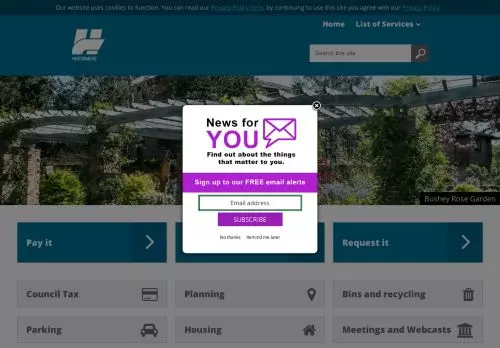 Our website uses cookies to function. You can read our Privacy Policy here, by continuing to use this site you agree with our Privacy Policy
Home List of Services
HERTSMERE
Search this site
News for
YOU
Find out about the things
that matter to you.
Sign up to our FREE email alerts
Email address
SUBSCRIBE
No thanks Remind me later
Bushey Rose Garden
Pay it
Request it
Council Tax
Planning
Bins and recycling
Parking
Housing
Meetings and Webcasts